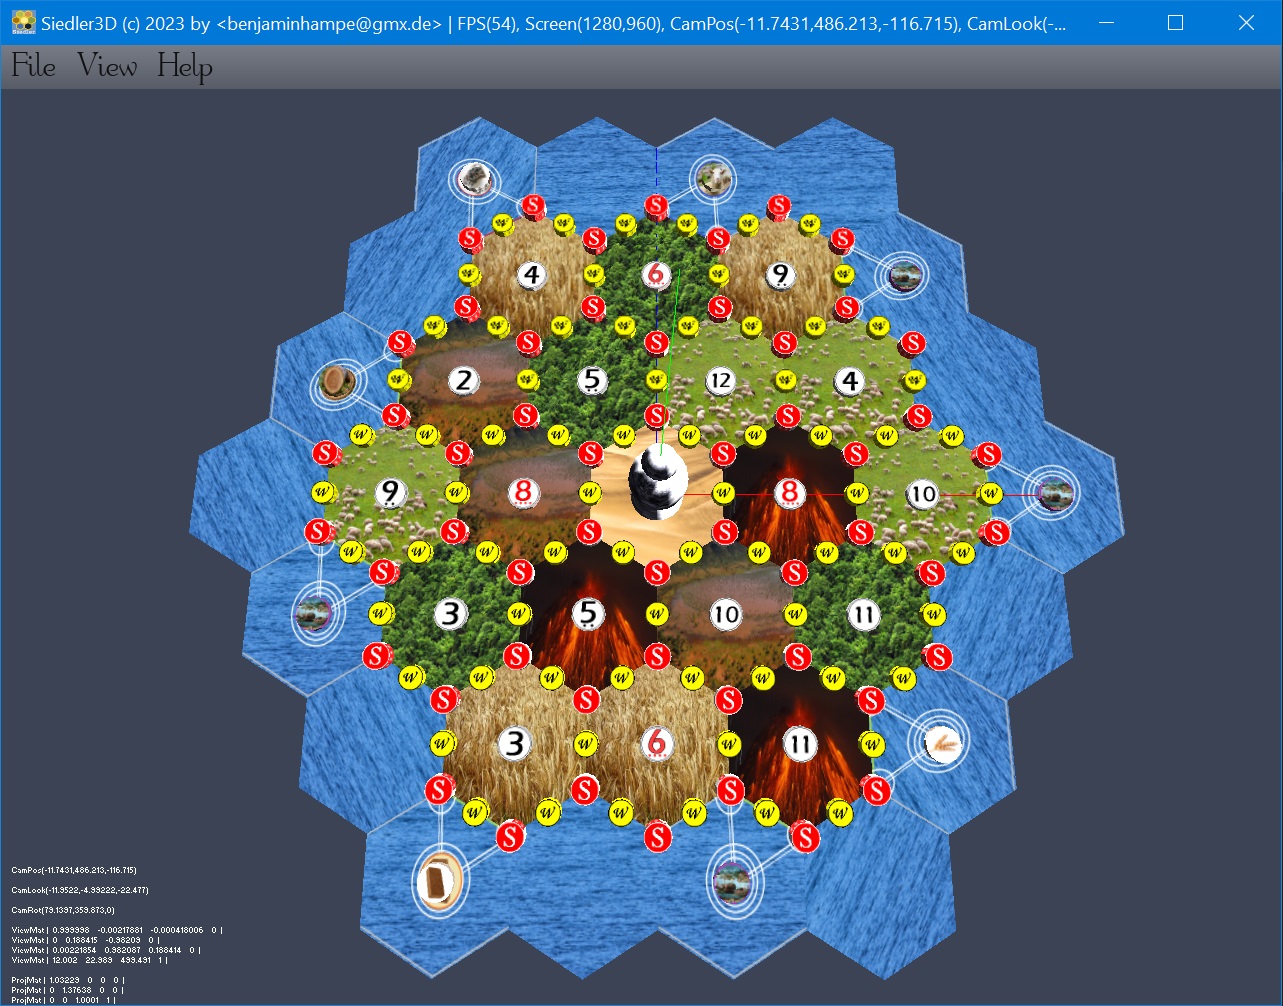 Siedler3D (c) 2023 by <benjaminhampe@gmx.de> | FPS(54), Screen(1280,960), CamPos(-11.7431,486.213,-116.715), CamLook(-...
File View Help
S S S
w w w w w w
S S S S
w 4 w 6 w 9 w
S S S S
w w w w w w w w
S S S S S
w 2 w 5 w 12 w 4 w
S S S S S
w w w w w w w w w w
S S S S S S
w 9 w 8 w w 8 w 10 w
S S S S S S
w w w w w w w w w w
S S S S S
w 3 w 5 w 10 w 11 w
S S S S S
w w w w w w w w
S S S S
w 3 w 6 w 11 w
S S S S
w w w w w w
S S S
CamPos(-11.7431,486.213,-116.715)
CamLook(-11.9522,-4.99222,-22.477)
CamRot(79.1397,359.873,0)
ViewMat | 0.999998 -0.00217881 -0.000418006 0 |
ViewMat | 0 0.188415 -0.98209 0 |
ViewMat | 0.00221854 0.982087 0.188414 0 |
ViewMat | 12.002 22.989 499.491 1 |
ProjMat | 1.03229 0 0 0 |
ProjMat | 0 1.37638 0 0 |
ProjMat | 0 0 1.0001 1 |